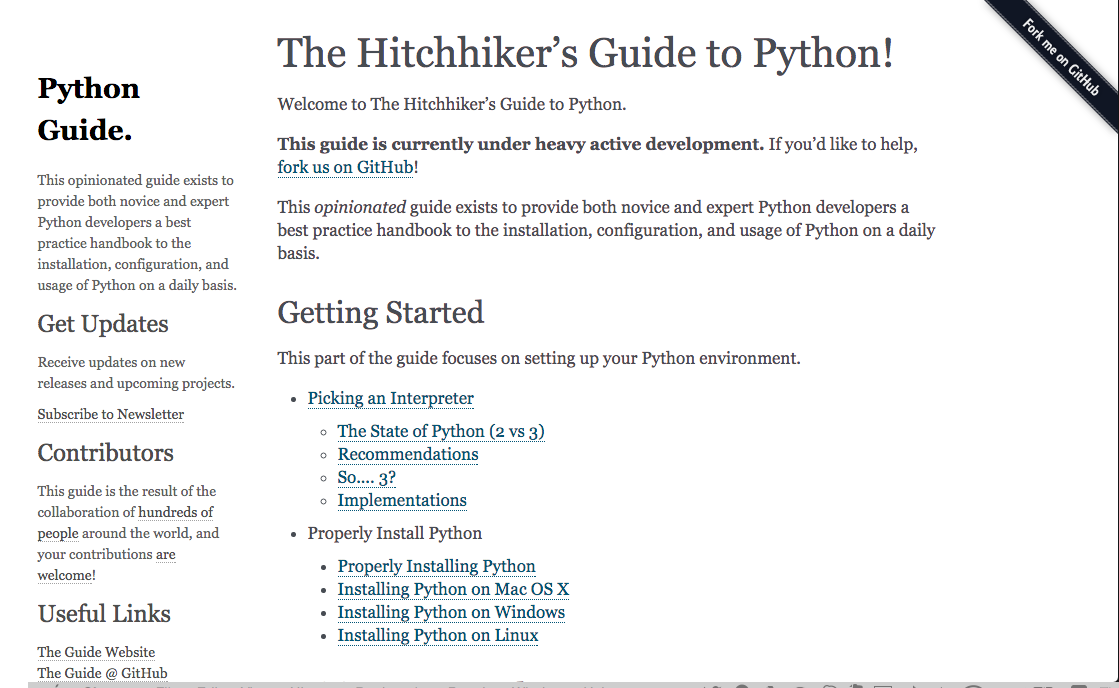 Fork me on GitHub
Python
Guide.
This opinionated guide exists to
provide both novice and expert
Python developers a best
practice handbook to the
installation, configuration, and
usage of Python on a daily basis.
Get Updates
Receive updates on new
releases and upcoming projects.
Subscribe to Newsletter
Contributors
This guide is the result of the
collaboration of hundreds of
people around the world, and
your contributions are
welcome!
Useful Links
The Guide Website
The Guide @ GitHub
The Hitchhiker’s Guide to Python!
Welcome to The Hitchhiker’s Guide to Python.
This guide is currently under heavy active development. If you’d like to help,
fork us on GitHub!
This opinionated guide exists to provide both novice and expert Python developers a
best practice handbook to the installation, configuration, and usage of Python on a daily
basis.
Getting Started
This part of the guide focuses on setting up your Python environment.
• Picking an Interpreter
◦ The State of Python (2 vs 3)
◦ Recommendations
◦ So.... 3?
◦ Implementations
• Properly Install Python
• Properly Installing Python
• Installing Python on Mac OS X
• Installing Python on Windows
• Installing Python on Linux